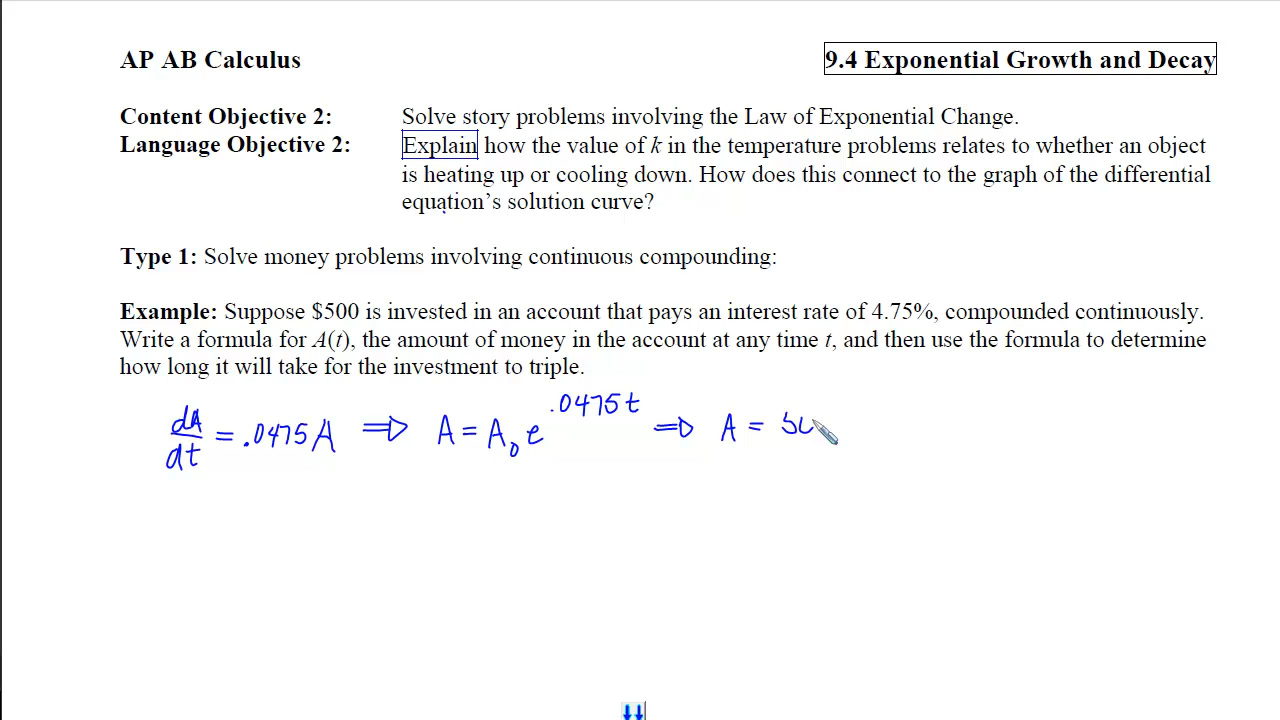 AP AB Calculus 9.4 Exponential Growth and Decay
Content Objective 2: Solve story problems involving the Law of Exponential Change.
Language Objective 2: Explain how the value of k in the temperature problems relates to whether an object
is heating up or cooling down. How does this connect to the graph of the differential
equation's solution curve?
Type 1: Solve money problems involving continuous compounding:
Example: Suppose $500 is invested in an account that pays an interest rate of 4.75%, compounded continuously.
Write a formula for A(t), the amount of money in the account at any time t, and then use the formula to determine
how long it will take for the investment to triple.
dA/dt = .0475A ⇒ A = A₀e^.0475t ⇒ A =